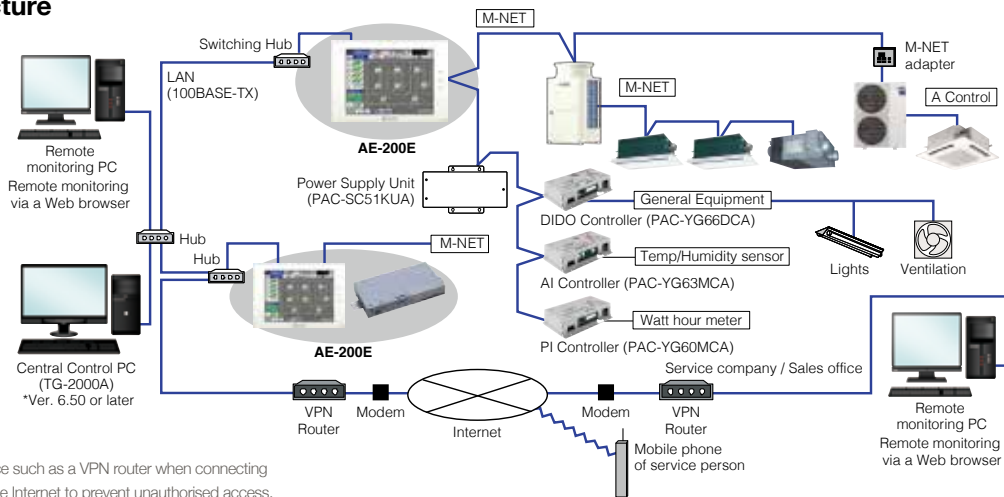 cture
M-NET
Switching Hub
LAN
(100BASE-TX)
AE-200E
M-NET
M-NET
adapter
A Control
Remote
monitoring PC
Remote monitoring
via a Web browser
Power Supply Unit
(PAC-SC51KUA)
General Equipment
DIDO Controller (PAC-YG66DCA)
Hub
Hub
M-NET
Temp/Humidity sensor
AI Controller (PAC-YG63MCA)
Lights
Ventilation
AE-200E
Watt hour meter
PI Controller (PAC-YG60MCA)
Central Control PC
(TG-2000A)
*Ver. 6.50 or later
Service company / Sales office
VPN
Router
Modem
Internet
Modem
VPN
Router
Mobile phone
of service person
Remote
monitoring PC
Remote monitoring
via a Web browser
ce such as a VPN router when connecting
e Internet to prevent unauthorised access.